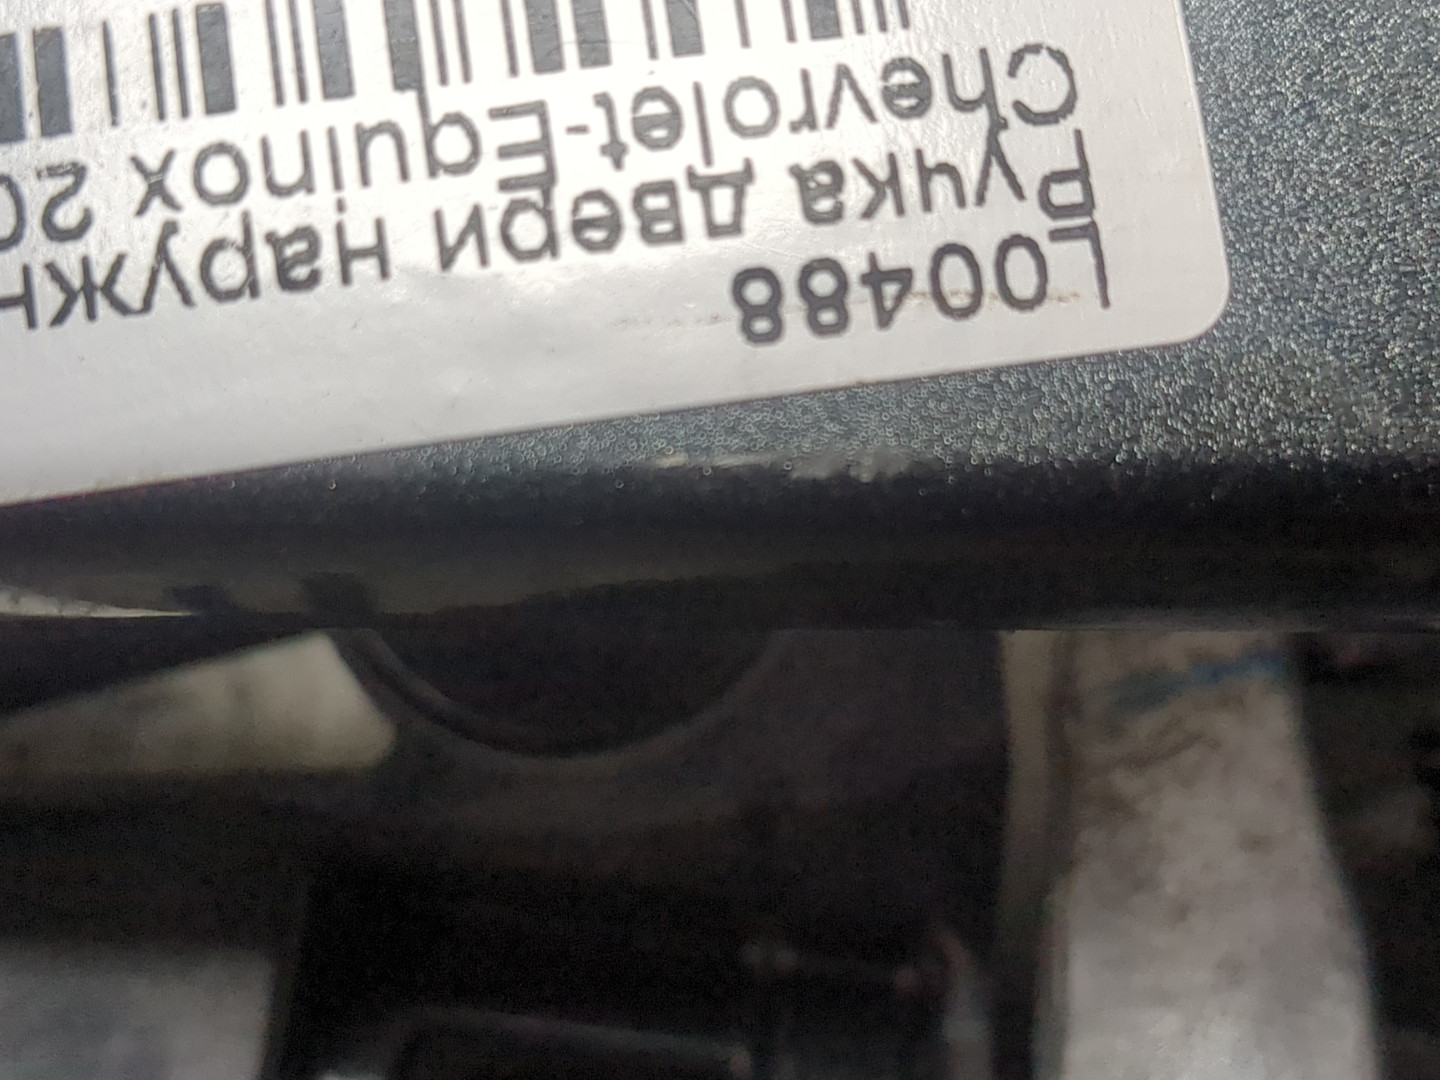 L00488
Ручка двери наружн
Chevrolet-Equinox 20